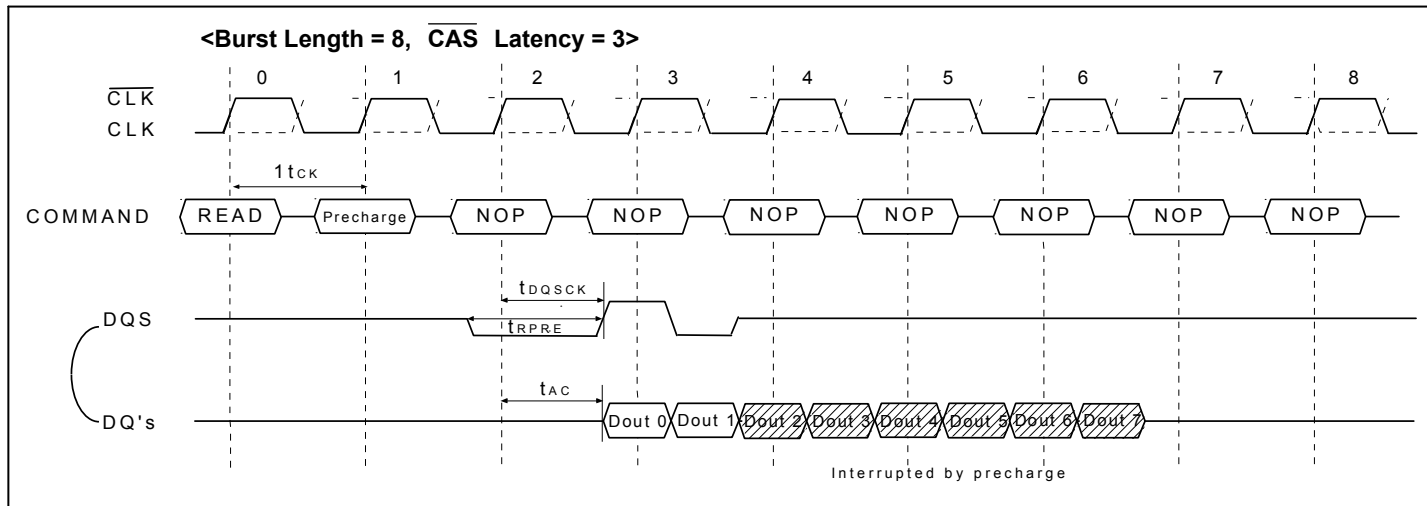 <Burst Length = 8, CAS Latency = 3>
0 1 2 3 4 5 6 7 8
CLK
CLK
1tCK
COMMAND READ Precharge NOP NOP NOP NOP NOP NOP NOP
tDQSCK
DQS
tRPRE
tAC
DQ's Dout 0 Dout 1 Dout 2 Dout 3 Dout 4 Dout 5 Dout 6 Dout 7
Interrupted by precharge